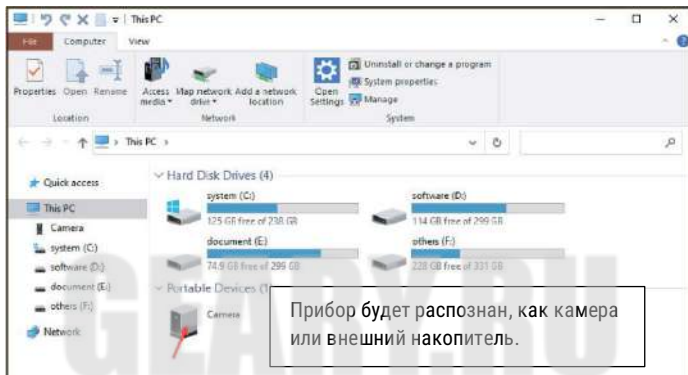 This PC
File Computer View
Properties Open Rename Access media Map network drive Add a network location Open Settings Uninstall or change a program
System properties
Manage
Location Network System
This PC
Quick access
This PC
Camera
system (C:)
software (D:)
document (E:)
others (F:)
Network
Hard Disk Drives (4)
system (C:)
125 GB free of 238 GB
software (D:)
114 GB free of 299 GB
document (E:)
74.9 GB free of 299 GB
others (F:)
228 GB free of 331 GB
Portable Devices (1
Camera
Прибор будет распознан, как камера
или внешний накопитель.
GEARY.RU